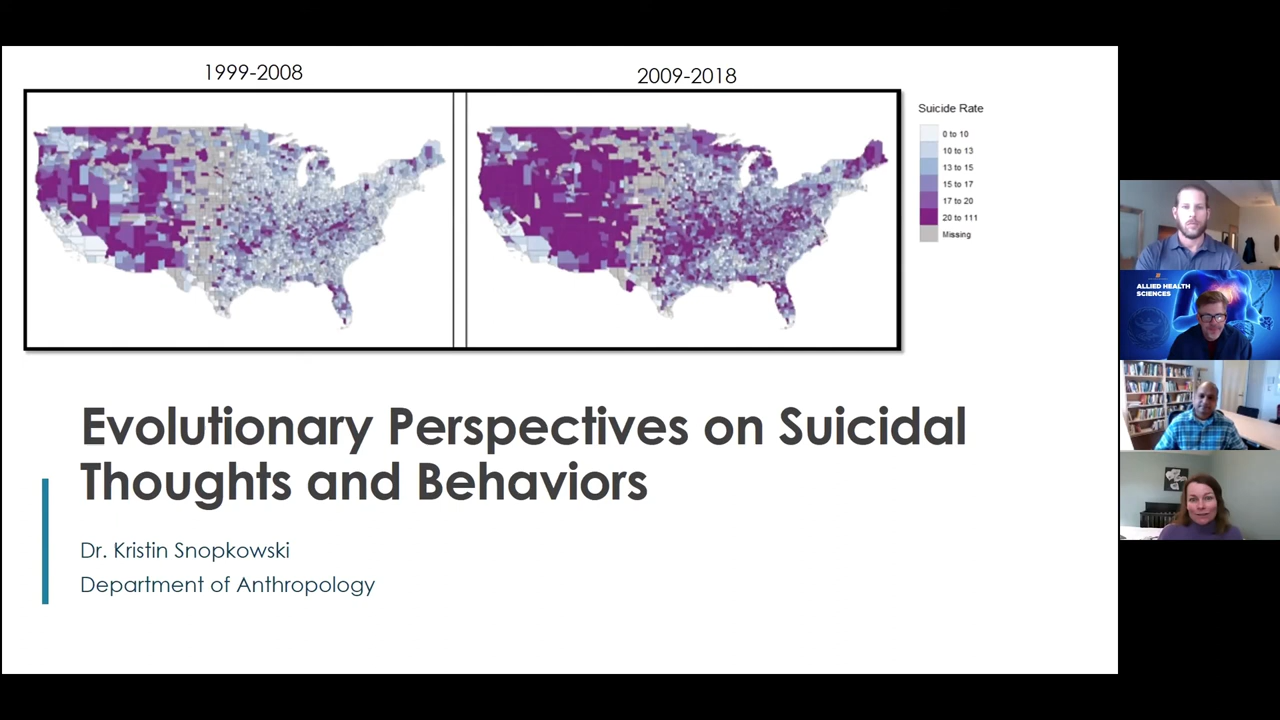 1999-2008
2009-2018
Suicide Rate
0 to 10
10 to 13
13 to 15
15 to 17
17 to 20
20 to 111
Missing
Evolutionary Perspectives on Suicidal
Thoughts and Behaviors
Dr. Kristin Snopkowski
Department of Anthropology
ALLIED HEALTH
SCIENCES